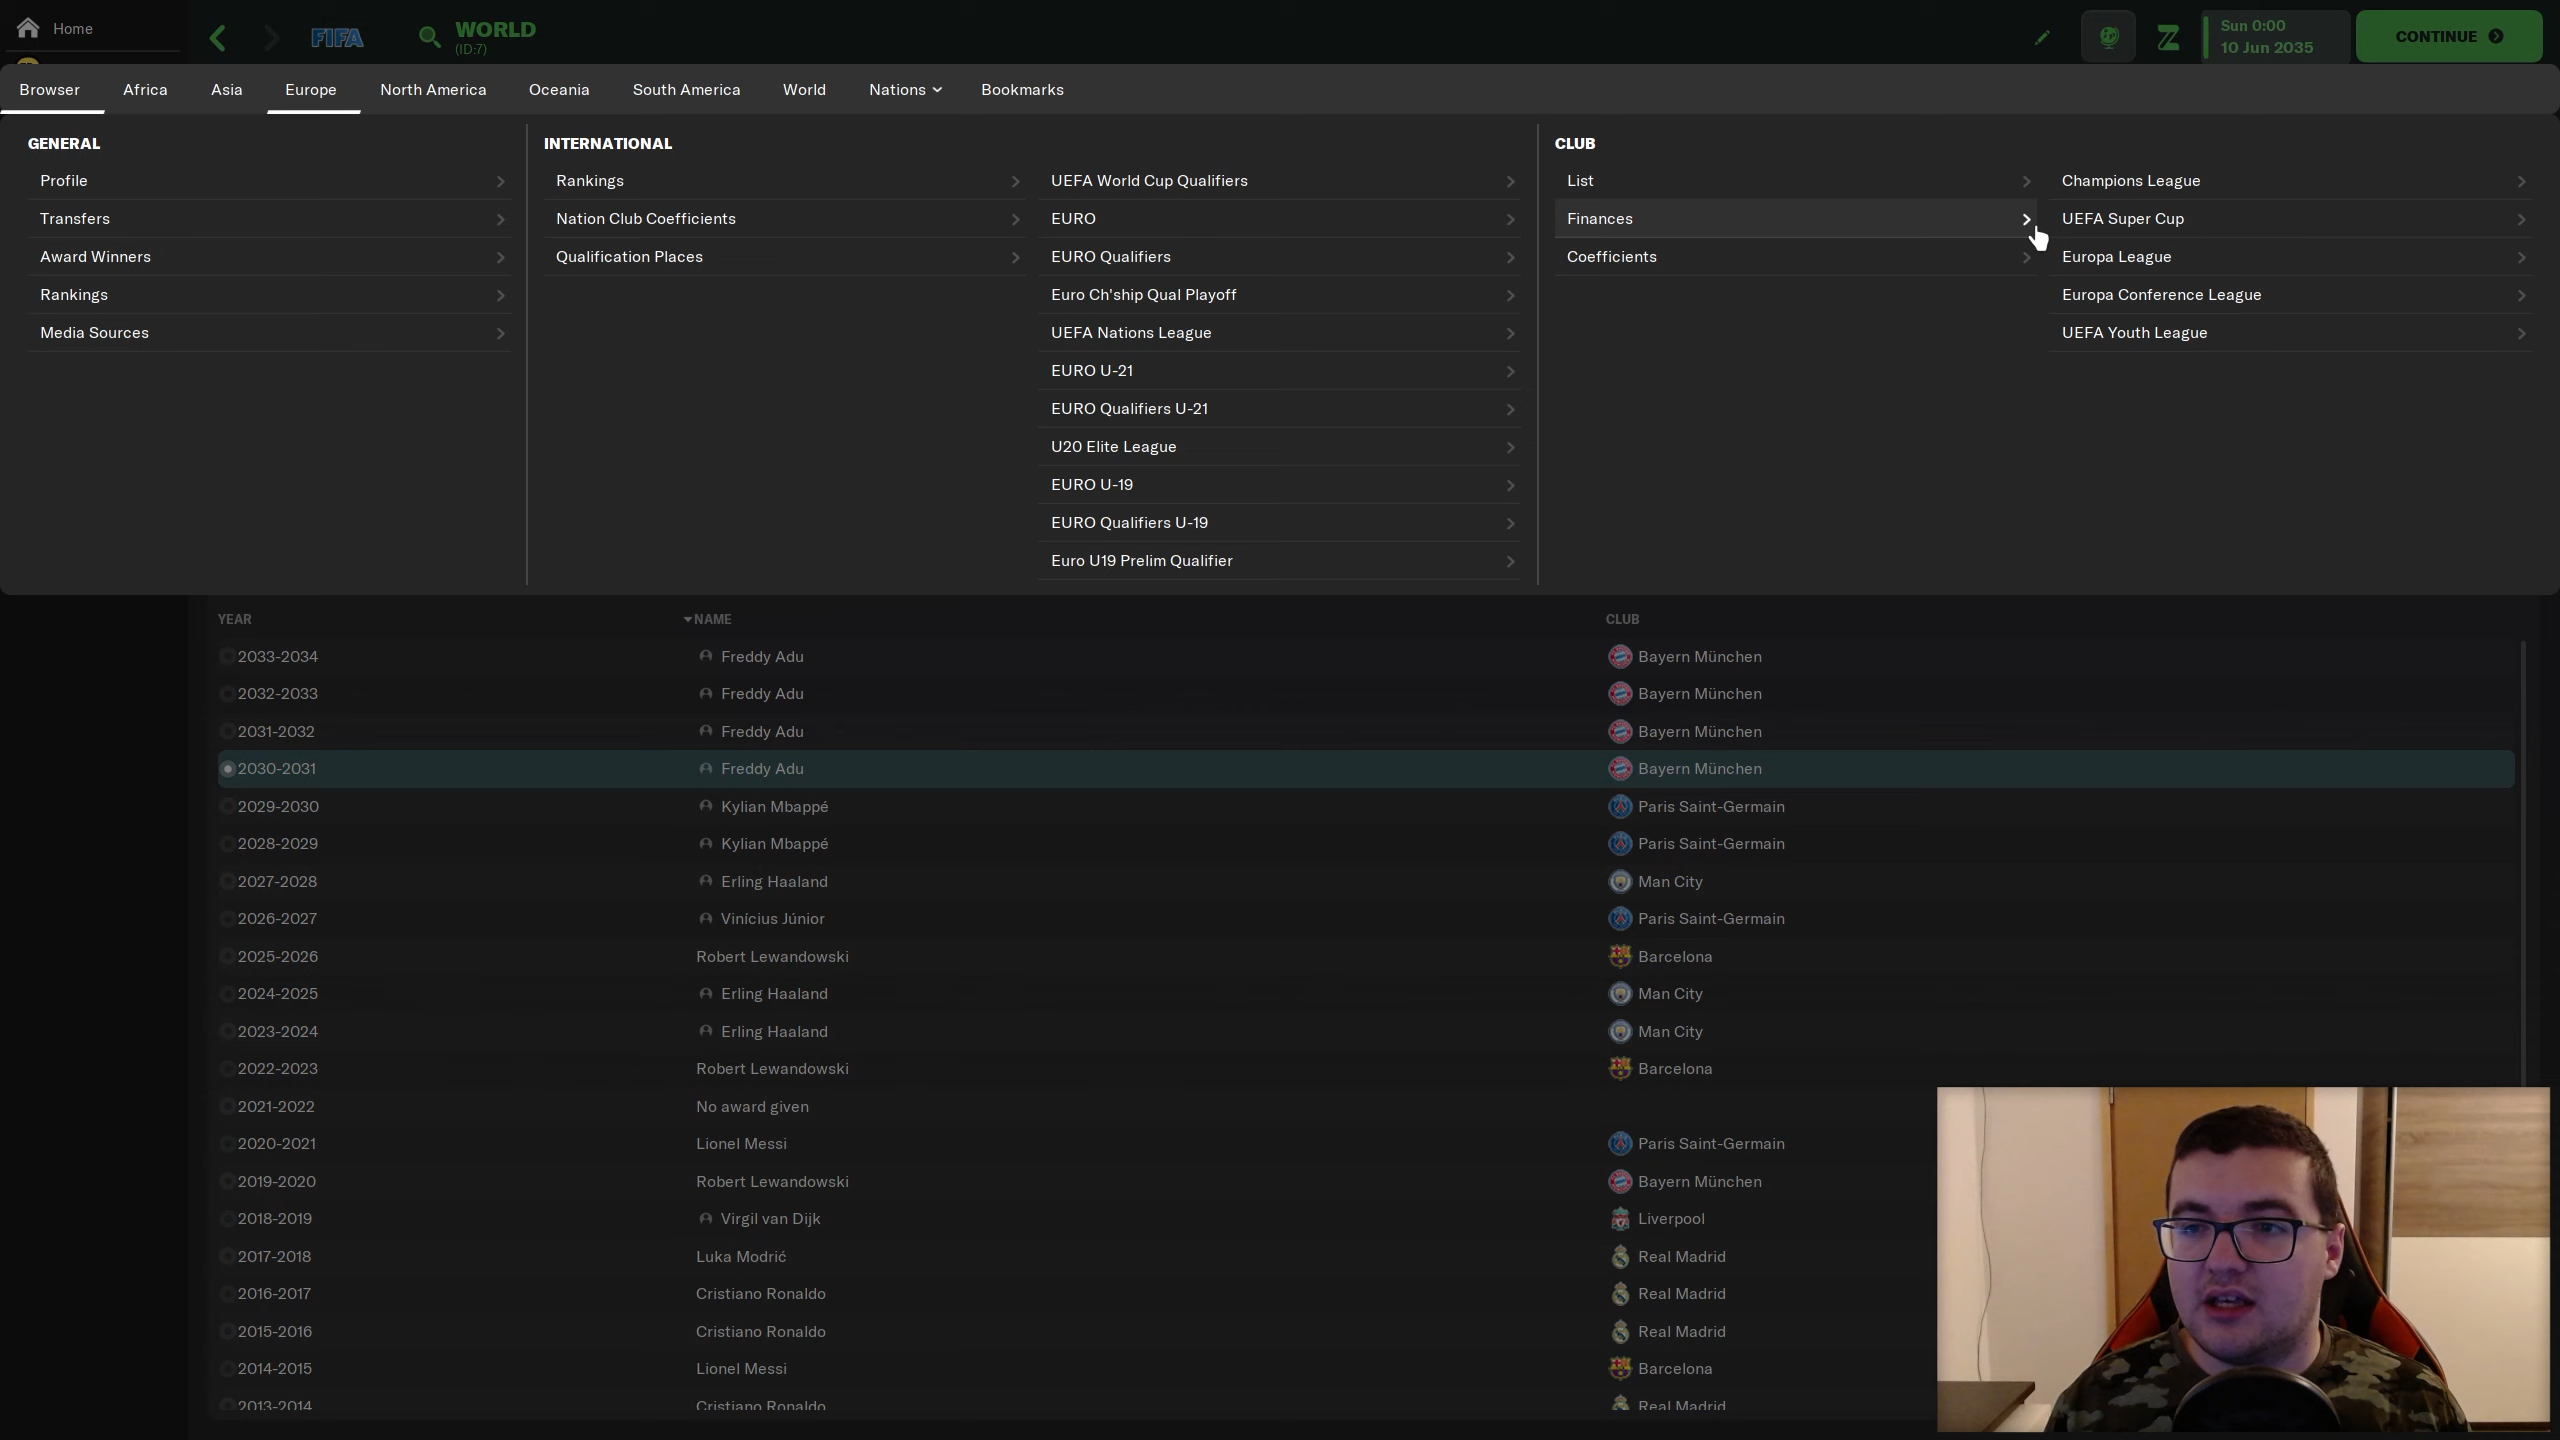 Home
FIFA
WORLD
(ID:7)
Sun 0:00
10 Jun 2035
CONTINUE
Browser
Africa
Asia
Europe
North America
Oceania
South America
World
Nations
Bookmarks
GENERAL
Profile
Transfers
Award Winners
Rankings
Media Sources
INTERNATIONAL
Rankings
Nation Club Coefficients
Qualification Places
UEFA World Cup Qualifiers
EURO
EURO Qualifiers
Euro Ch'ship Qual Playoff
UEFA Nations League
EURO U-21
EURO Qualifiers U-21
U20 Elite League
EURO U-19
EURO Qualifiers U-19
Euro U19 Prelim Qualifier
CLUB
List
Finances
Coefficients
Champions League
UEFA Super Cup
Europa League
Europa Conference League
UEFA Youth League
YEAR NAME CLUB
2033-2034 Freddy Adu Bayern München
2032-2033 Freddy Adu Bayern München
2031-2032 Freddy Adu Bayern München
2030-2031 Freddy Adu Bayern München
2029-2030 Kylian Mbappé Paris Saint-Germain
2028-2029 Kylian Mbappé Paris Saint-Germain
2027-2028 Erling Haaland Man City
2026-2027 Vinícius Júnior Paris Saint-Germain
2025-2026 Robert Lewandowski Barcelona
2024-2025 Erling Haaland Man City
2023-2024 Erling Haaland Man City
2022-2023 Robert Lewandowski Barcelona
2021-2022 No award given
2020-2021 Lionel Messi Paris Saint-Germain
2019-2020 Robert Lewandowski Bayern München
2018-2019 Virgil van Dijk Liverpool
2017-2018 Luka Modrić Real Madrid
2016-2017 Cristiano Ronaldo Real Madrid
2015-2016 Cristiano Ronaldo Real Madrid
2014-2015 Lionel Messi Barcelona
2013-2014 Cristiano Ronaldo Real Madrid